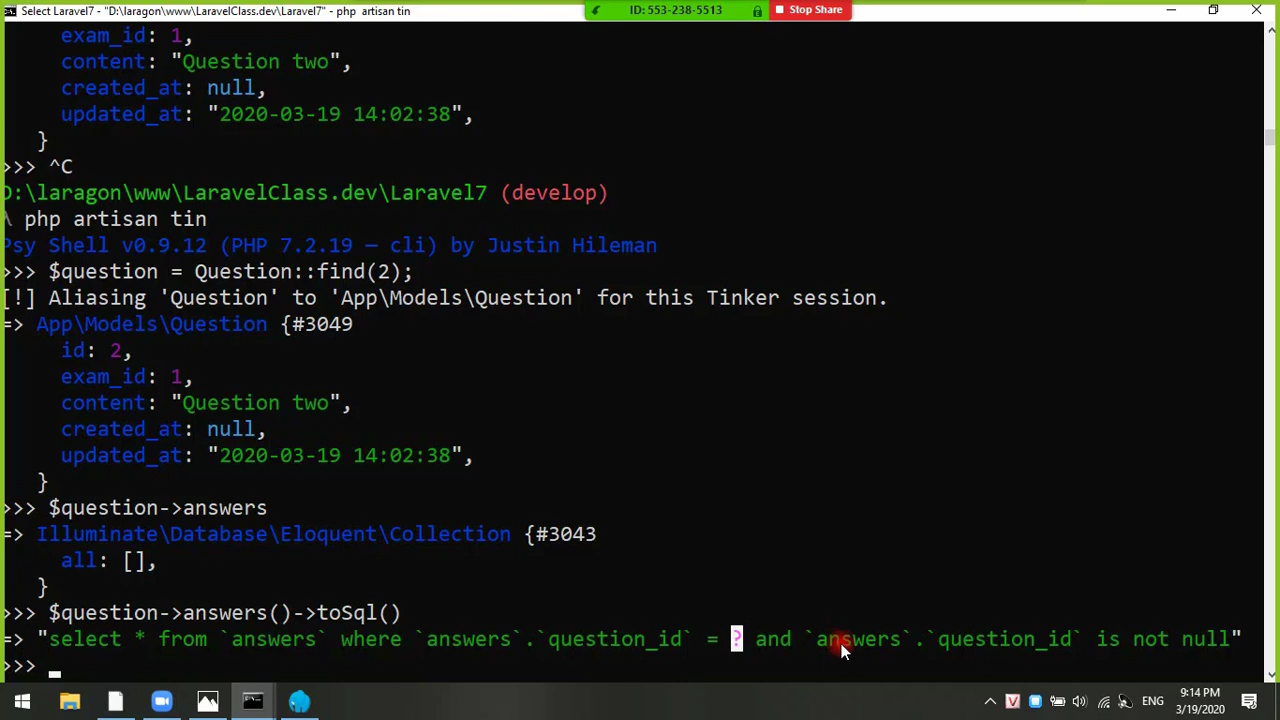 Select Laravel7 - "D:\laragon\www\LaravelClass.dev\Laravel7" - php artisan tin
ID: 553-238-5513
Stop Share
exam_id: 1,
content: "Question two",
created_at: null,
updated_at: "2020-03-19 14:02:38",
}
>>> ^C
D:\laragon\www\LaravelClass.dev\Laravel7 (develop)
λ php artisan tin
Psy Shell v0.9.12 (PHP 7.2.19 — cli) by Justin Hileman
>>> $question = Question::find(2);
[!] Aliasing 'Question' to 'App\Models\Question' for this Tinker session.
=> App\Models\Question {#3049
id: 2,
exam_id: 1,
content: "Question two",
created_at: null,
updated_at: "2020-03-19 14:02:38",
}
>>> $question->answers
=> Illuminate\Database\Eloquent\Collection {#3043
all: [],
}
>>> $question->answers()->toSql()
=> "select * from `answers` where `answers`.`question_id` = ? and `answers`.`question_id` is not null"
>>>
ENG
9:14 PM
3/19/2020